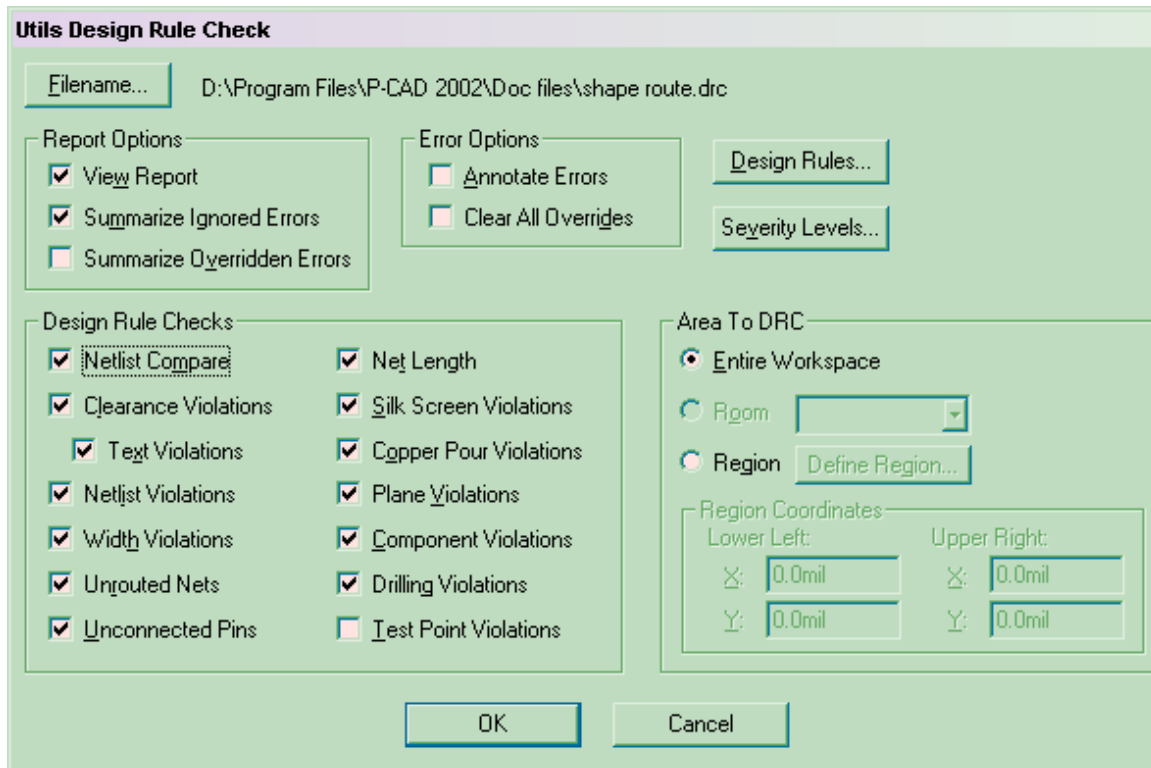 Utils Design Rule Check
Filename... D:\Program Files\P-CAD 2002\Doc files\shape route.drc
Report Options
View Report
Summarize Ignored Errors
Summarize Overridden Errors
Error Options
Annotate Errors
Clear All Overrides
Design Rules...
Severity Levels...
Design Rule Checks
Netlist Compare
Clearance Violations
Text Violations
Netlist Violations
Width Violations
Unrouted Nets
Unconnected Pins
Net Length
Silk Screen Violations
Copper Pour Violations
Plane Violations
Component Violations
Drilling Violations
Test Point Violations
Area To DRC
Entire Workspace
Room
Region Define Region...
Region Coordinates
Lower Left: Upper Right:
X: 0.0mil X: 0.0mil
Y: 0.0mil Y: 0.0mil
OK Cancel